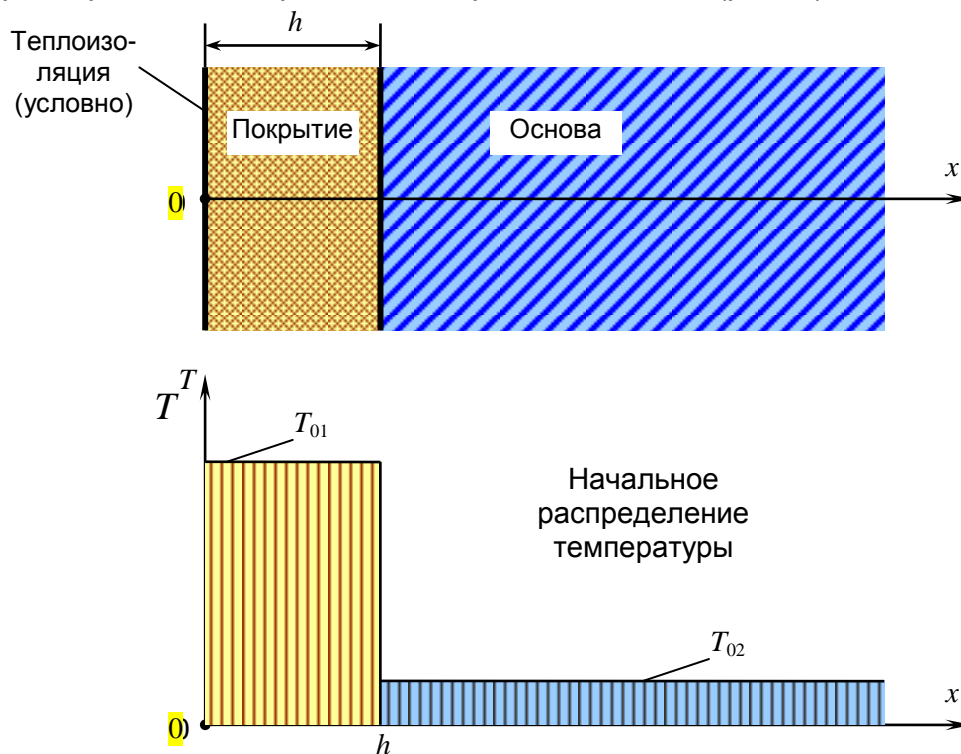 h
Теплоизо-
ляция
(условно)
Покрытие
Основа
x
0
T
T
T01
Начальное
распределение
температуры
T02
x
0
h